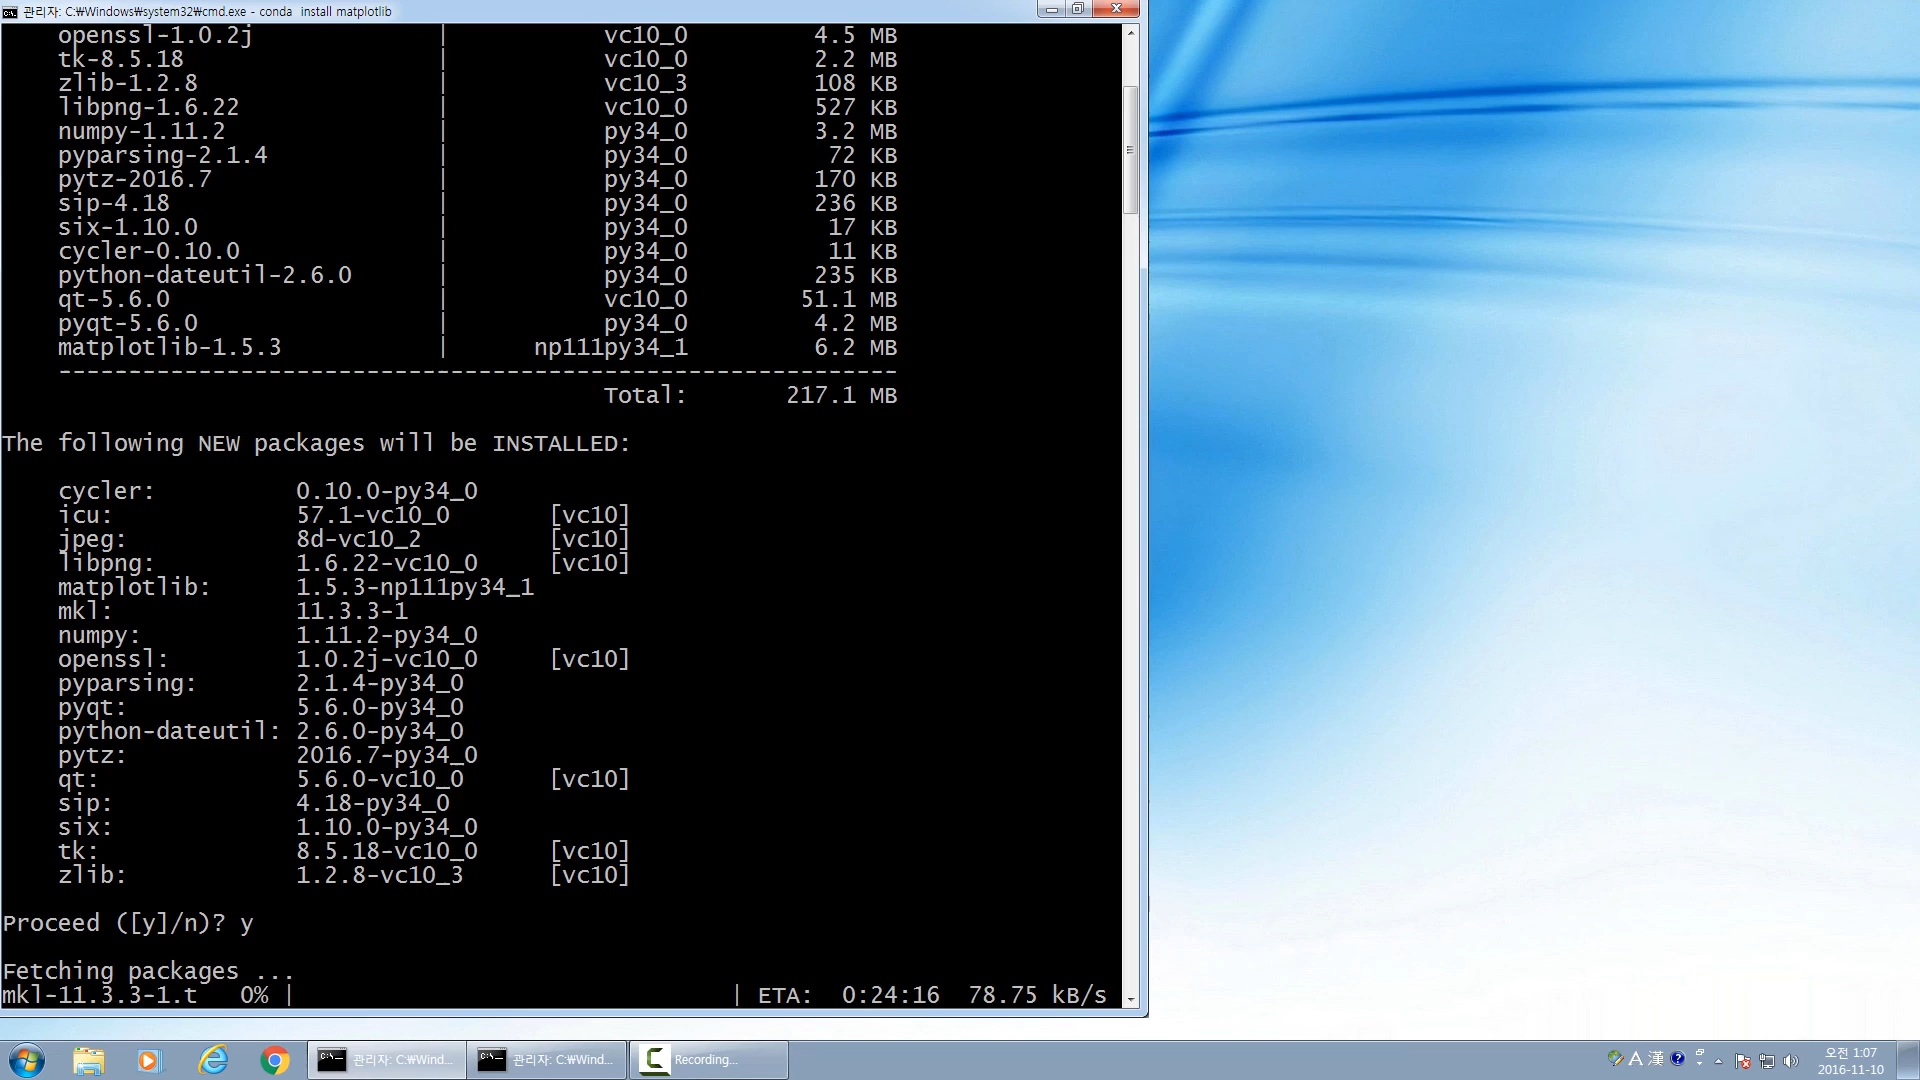 관리자: C:₩Windows₩system32₩cmd.exe - conda  install matplotlib
openssl-1.0.2j | vc10_0 4.5 MB
tk-8.5.18 | vc10_0 2.2 MB
zlib-1.2.8 | vc10_3 108 KB
libpng-1.6.22 | vc10_0 527 KB
numpy-1.11.2 | py34_0 3.2 MB
pyparsing-2.1.4 | py34_0 72 KB
pytz-2016.7 | py34_0 170 KB
sip-4.18 | py34_0 236 KB
six-1.10.0 | py34_0 17 KB
cycler-0.10.0 | py34_0 11 KB
python-dateutil-2.6.0 | py34_0 235 KB
qt-5.6.0 | vc10_0 51.1 MB
pyqt-5.6.0 | py34_0 4.2 MB
matplotlib-1.5.3 | np111py34_1 6.2 MB
------------------------------------------------------------
Total: 217.1 MB
The following NEW packages will be INSTALLED:
cycler: 0.10.0-py34_0
icu: 57.1-vc10_0 [vc10]
jpeg: 8d-vc10_2 [vc10]
libpng: 1.6.22-vc10_0 [vc10]
matplotlib: 1.5.3-np111py34_1
mkl: 11.3.3-1
numpy: 1.11.2-py34_0
openssl: 1.0.2j-vc10_0 [vc10]
pyparsing: 2.1.4-py34_0
pyqt: 5.6.0-py34_0
python-dateutil: 2.6.0-py34_0
pytz: 2016.7-py34_0
qt: 5.6.0-vc10_0 [vc10]
sip: 4.18-py34_0
six: 1.10.0-py34_0
tk: 8.5.18-vc10_0 [vc10]
zlib: 1.2.8-vc10_3 [vc10]
Proceed ([y]/n)? y
Fetching packages ...
mkl-11.3.3-1.t 0% | | ETA: 0:24:16 78.75 kB/s
관리자: C:₩Wind... 관리자: C:₩Wind... Recording... A 漢 오전 1:07
2016-11-10